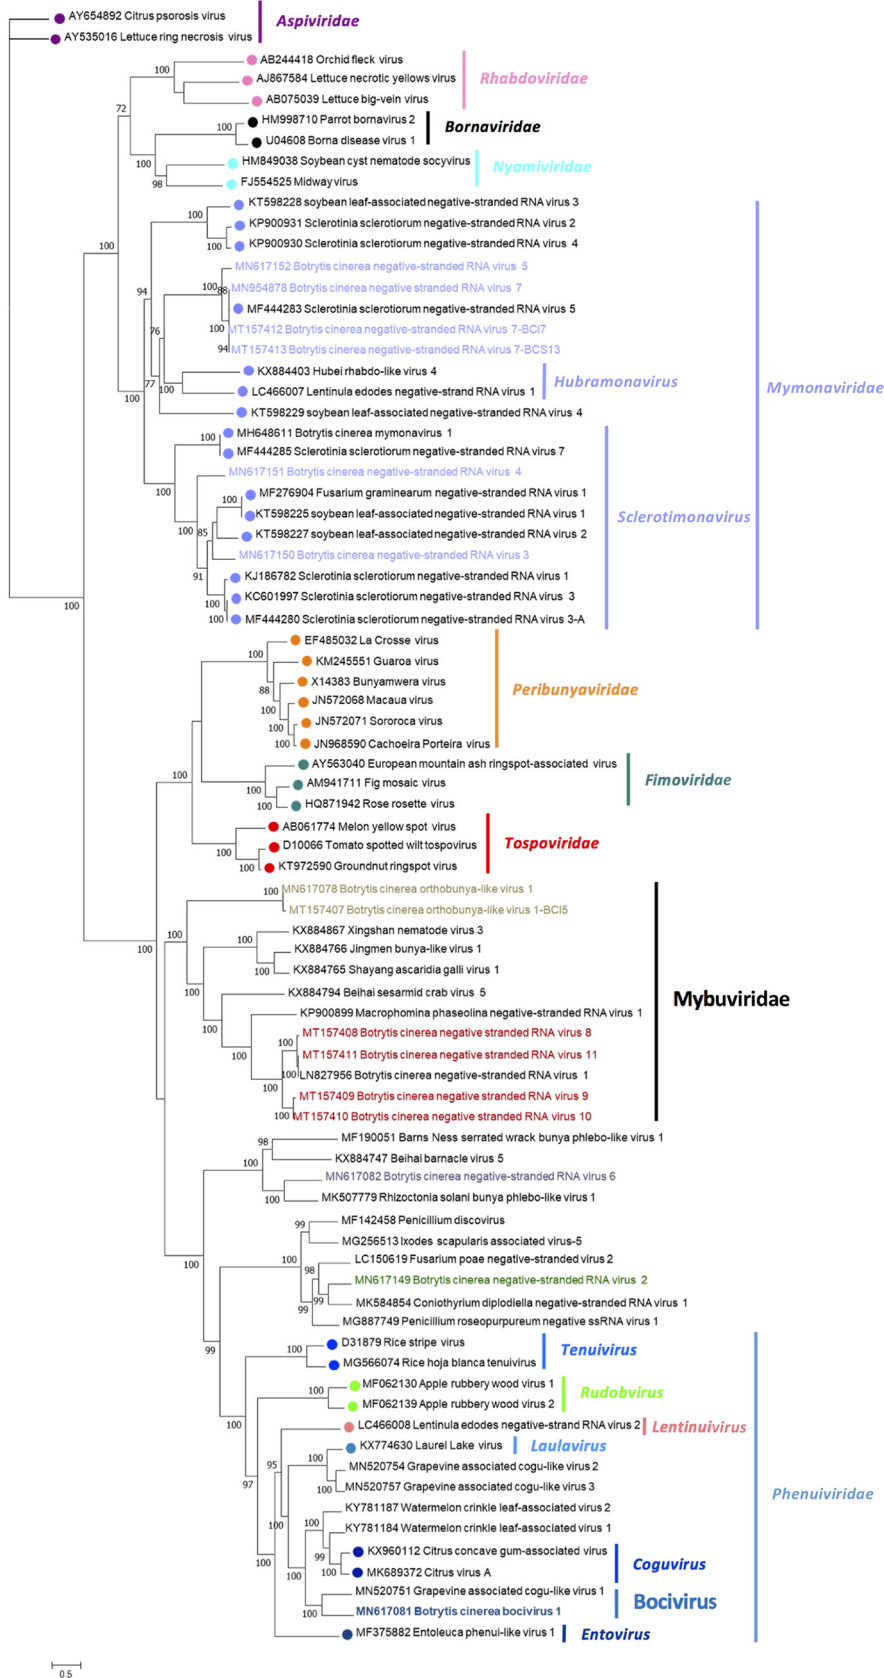 AY654892 Citrus psorosis virus
Aspiviridae
AY535016 Lettuce ring necrosis virus
AB244418 Orchid fleck virus
100
AJ867584 Lettuce necrotic yellows virus
Rhabdoviridae
AB075039 Lettuce big-vein virus
72
HM998710 Parrot bornavirus 2
100
Bornaviridae
U04608 Borna disease virus 1
100
HM849038 Soybean cyst nematode socyvirus
Nyamiviridae
98
FJ554525 Midway virus
KT598228 soybean leaf-associated negative-stranded RNA virus 3
100
KP900931 Sclerotinia sclerotiorum negative-stranded RNA virus 2
100
KP900930 Sclerotinia sclerotiorum negative-stranded RNA virus 4
100
MN617152 Botrytis cinerea negative-stranded RNA virus 5
94
100
88
MN954878 Botrytis cinerea negative-stranded RNA virus 7
MF444283 Sclerotinia sclerotiorum negative-stranded RNA virus 5
76
100
MT157412 Botrytis cinerea negative-stranded RNA virus 7-BCI7
94
MT157413 Botrytis cinerea negative-stranded RNA virus 7-BCS13
KX884403 Hubei rhabdo-like virus 4
Hubramonavirus
Mymonaviridae
77
100
LC466007 Lentinula edodes negative-strand RNA virus 1
100
KT598229 soybean leaf-associated negative-stranded RNA virus 4
MH648611 Botrytis cinerea mymonavirus 1
100
MF444285 Sclerotinia sclerotiorum negative-stranded RNA virus 7
MN617151 Botrytis cinerea negative-stranded RNA virus 4
100
MF276904 Fusarium graminearum negative-stranded RNA virus 1
100
KT598225 soybean leaf-associated negative-stranded RNA virus 1
Sclerotimonavirus
100
85
KT598227 soybean leaf-associated negative-stranded RNA virus 2
MN617150 Botrytis cinerea negative-stranded RNA virus 3
91
KJ186782 Sclerotinia sclerotiorum negative-stranded RNA virus 1
100
KC601997 Sclerotinia sclerotiorum negative-stranded RNA virus 3
100
MF444280 Sclerotinia sclerotiorum negative-stranded RNA virus 3-A
100
EF485032 La Crosse virus
100
KM245551 Guaroa virus
88
X14383 Bunyamwera virus
Peribunyaviridae
100
JN572068 Macaua virus
100
JN572071 Sororoca virus
100
JN968590 Cachoeira Porteira virus
AY563040 European mountain ash ringspot-associated virus
100
100
AM941711 Fig mosaic virus
Fimoviridae
100
HQ871942 Rose rosette virus
AB061774 Melon yellow spot virus
100
D10066 Tomato spotted wilt tospovirus
Tospoviridae
100
KT972590 Groundnut ringspot virus
100
MN617078 Botrytis cinerea orthobunya-like virus 1
MT157407 Botrytis cinerea orthobunya-like virus 1-BCI5
100
KX884867 Xingshan nematode virus 3
100
KX884766 Jingmen bunya-like virus 1
100
KX884765 Shayang ascaridia galli virus 1
100
KX884794 Beihai sesarmid crab virus 5
Mybuviridae
100
KP900899 Macrophomina phaseolina negative-stranded RNA virus 1
MT157408 Botrytis cinerea negative stranded RNA virus 8
100
100
MT157411 Botrytis cinerea negative stranded RNA virus 11
100
LN827956 Botrytis cinerea negative-stranded RNA virus 1
100
MT157409 Botrytis cinerea negative stranded RNA virus 9
100
MT157410 Botrytis cinerea negative stranded RNA virus 10
98
MF190051 Barns Ness serrated wrack bunya phlebo-like virus 1
100
KX884747 Beihai barnacle virus 5
MN617082 Botrytis cinerea negative-stranded RNA virus 6
100
MK507779 Rhizoctonia solani bunya phlebo-like virus 1
99
MF142458 Penicillium discovirus
MG256513 Ixodes scapularis associated virus-5
100
100
LC150619 Fusarium poae negative-stranded virus 2
98
MN617149 Botrytis cinerea negative-stranded RNA virus 2
99
MK584854 Coniothyrium diplodiella negative-stranded RNA virus 1
99
MG887749 Penicillium roseopurpureum negative ssRNA virus 1
99
D31879 Rice stripe virus
100
Tenuivirus
MG566074 Rice hoja blanca tenuivirus
MF062130 Apple rubbery wood virus 1
100
Rudobvirus
MF062139 Apple rubbery wood virus 2
100
LC466008 Lentinula edodes negative-strand RNA virus 2
Lentinuivirus
KX774630 Laurel Lake virus
Laulavirus
100
95
MN520754 Grapevine associated cogu-like virus 2
97
100
MN520757 Grapevine associated cogu-like virus 3
Phenuiviridae
KY781187 Watermelon crinkle leaf-associated virus 2
100
100
KY781184 Watermelon crinkle leaf-associated virus 1
99
KX960112 Citrus concave gum-associated virus
Coguvirus
100
100
100
MK689372 Citrus virus A
MN520751 Grapevine associated cogu-like virus 1
Bocivirus
100
MN617081 Botrytis cinerea bocivirus 1
MF375882 Entoleuca phenui-like virus 1
Entovirus
0.5